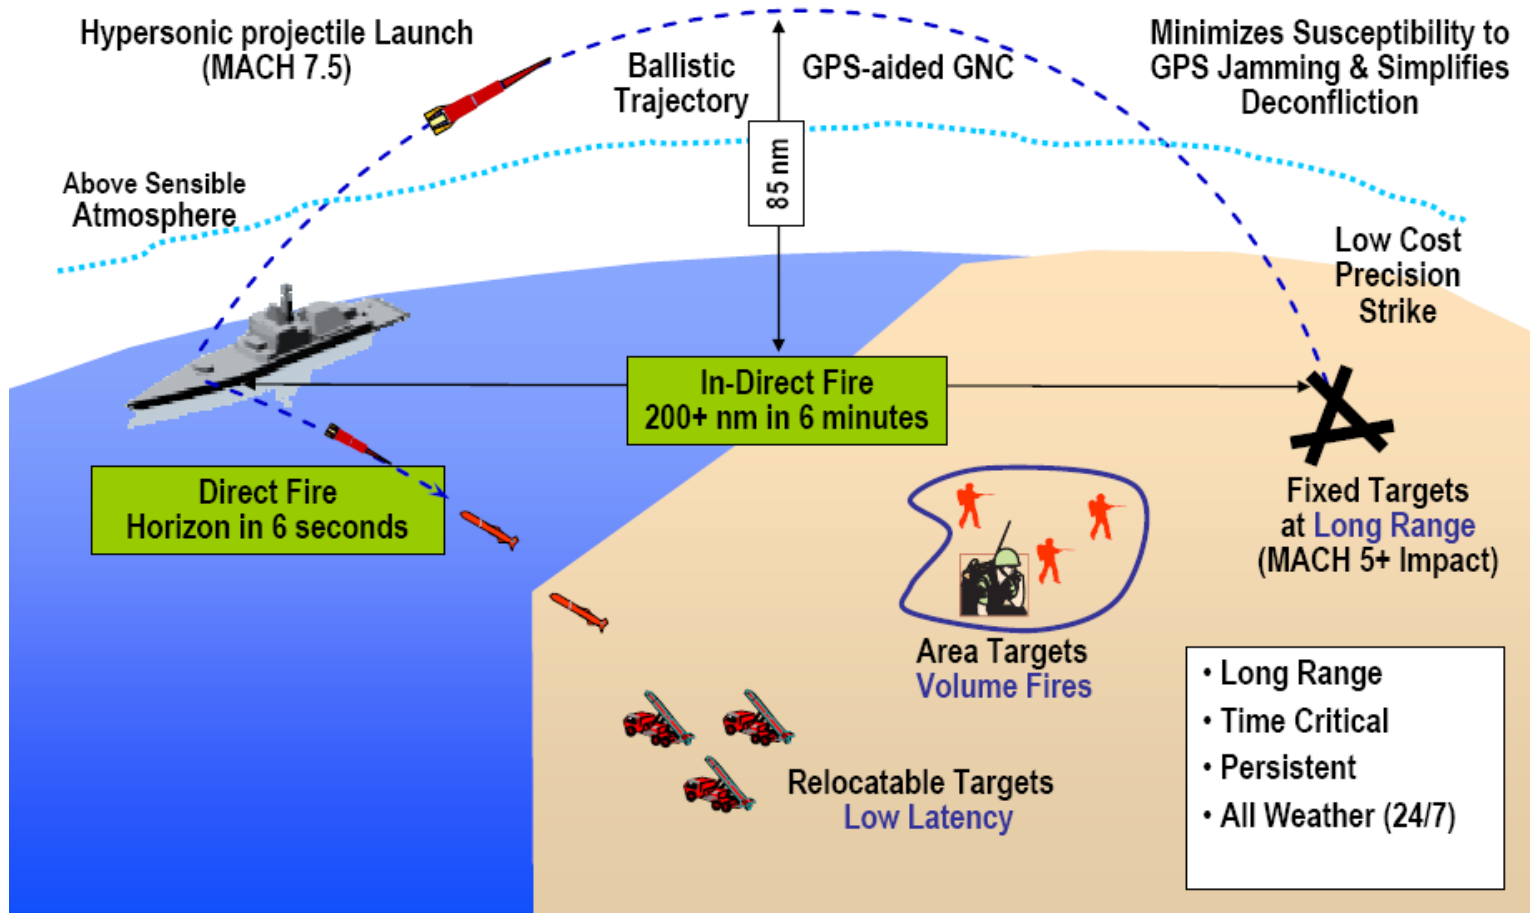 Hypersonic projectile Launch
(MACH 7.5)
Ballistic
Trajectory
GPS-aided GNC
Minimizes Susceptibility to
GPS Jamming & Simplifies
Deconfliction
85 nm
Above Sensible
Atmosphere
Low Cost
Precision
Strike
In-Direct Fire
200+ nm in 6 minutes
Direct Fire
Horizon in 6 seconds
Fixed Targets
at Long Range
(MACH 5+ Impact)
Area Targets
Volume Fires
Relocatable Targets
Low Latency
• Long Range
• Time Critical
• Persistent
• All Weather (24/7)